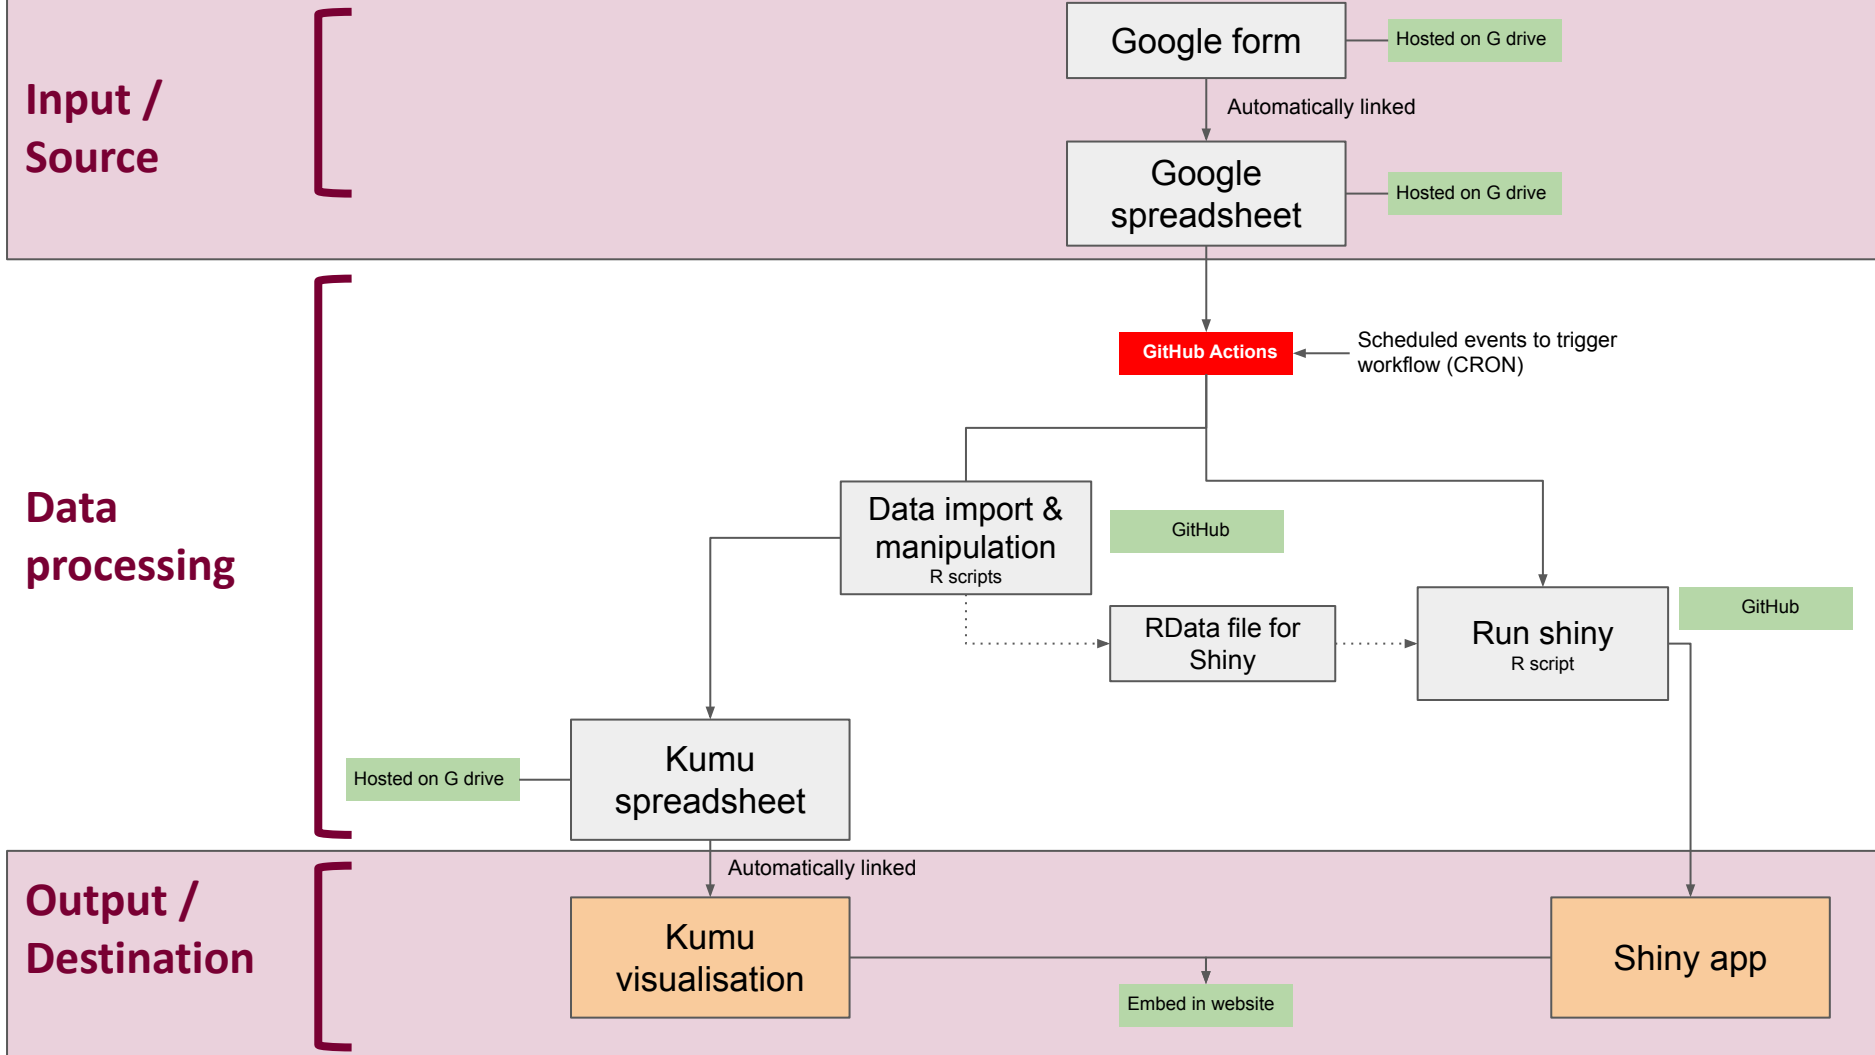 Input /
Source
Google form
Hosted on G drive
Automatically linked
Google
spreadsheet
Hosted on G drive
Data
processing
GitHub Actions
Scheduled events to trigger
workflow (CRON)
Data import &
manipulation
R scripts
GitHub
RData file for
Shiny
Run shiny
R script
GitHub
Kumu
spreadsheet
Hosted on G drive
Output /
Destination
Automatically linked
Kumu
visualisation
Embed in website
Shiny app